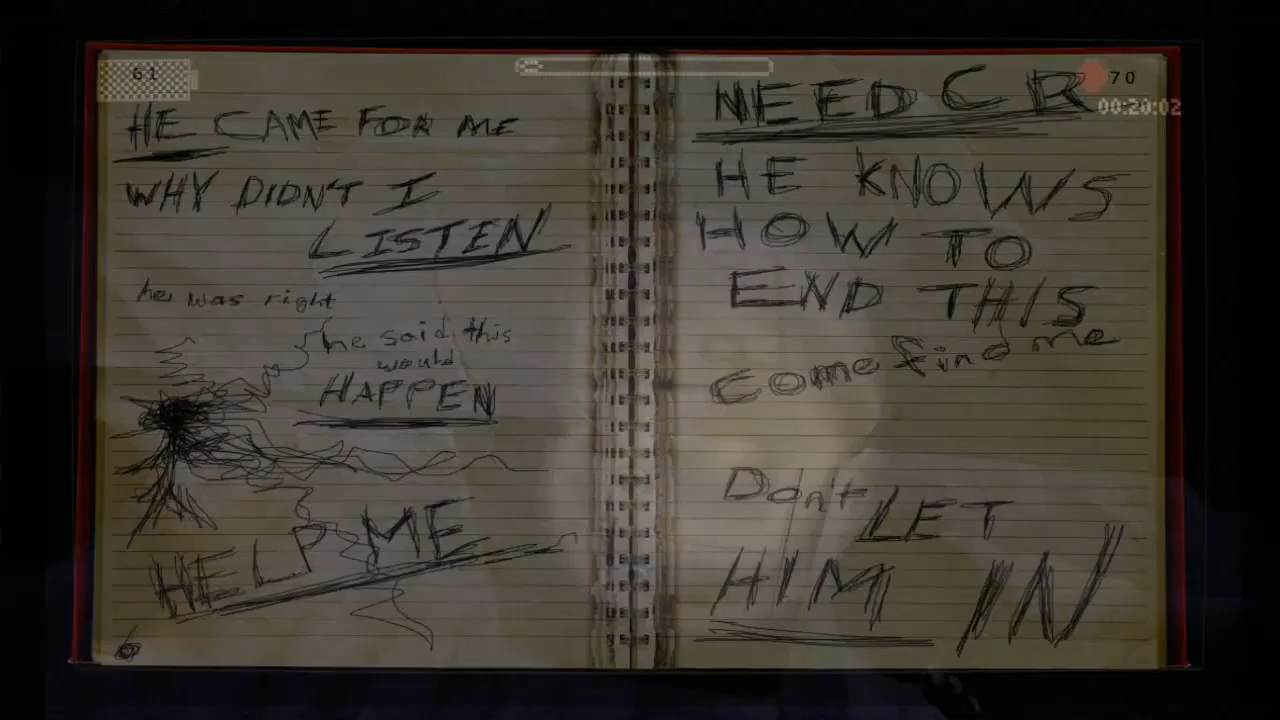 61
70
00:20:02
HE CAME FOR ME
WHY DIDN'T I
LISTEN
he was right
he said this
would
HAPPEN
HELP ME
NEED CR
HE KNOWS
HOW TO
END THIS
Come find me
Don't LET
HIM IN